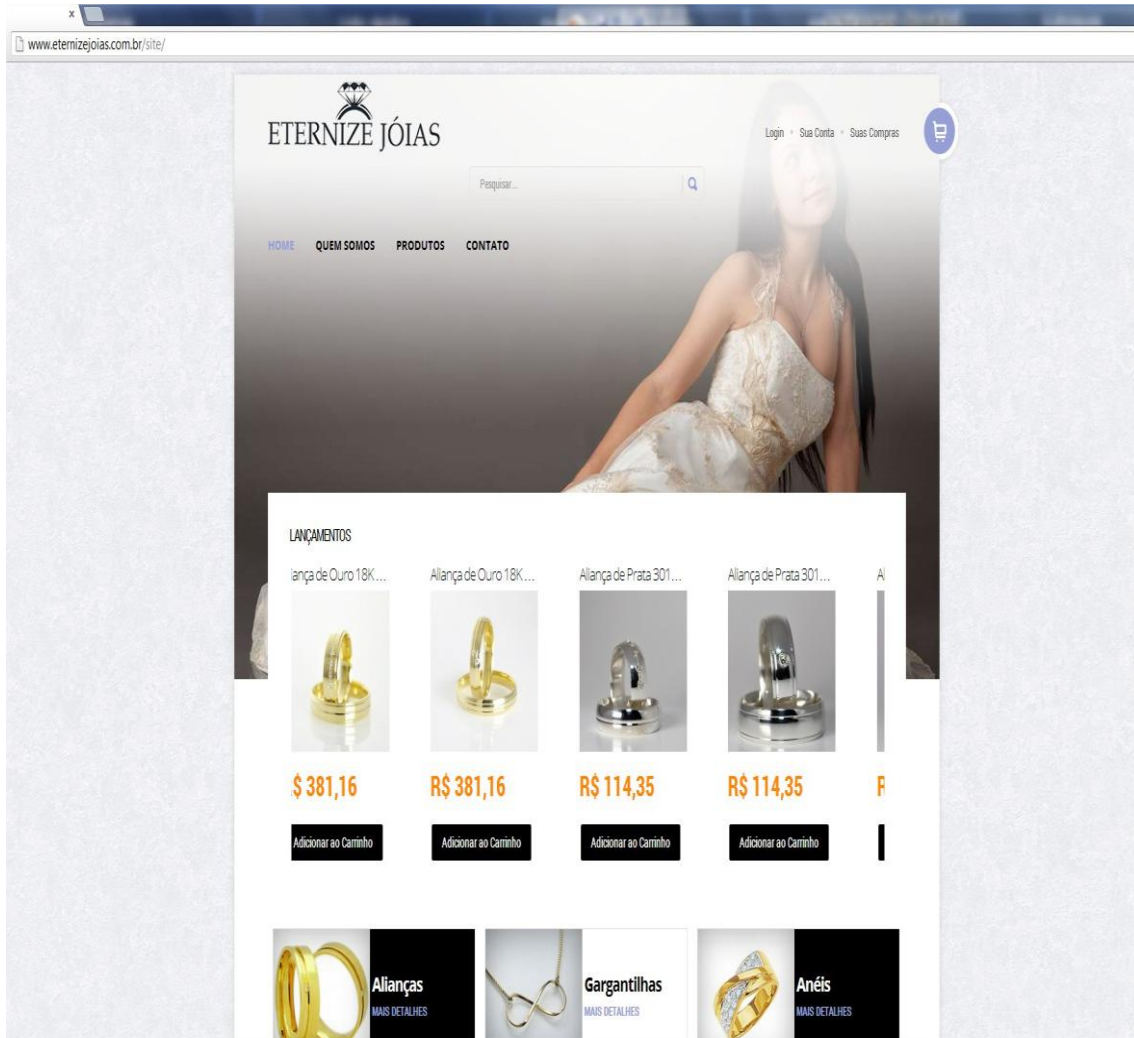 x
www.eternizejoias.com.br/site/
ETERNIZE JÓIAS
Login • Sua Conta • Suas Compras
Pesquisar...
HOME QUEM SOMOS PRODUTOS CONTATO
LANÇAMENTOS
iança de Ouro 18K... Aliança de Ouro 18K... Aliança de Prata 301... Aliança de Prata 301... Al
$ 381,16 R$ 381,16 R$ 114,35 R$ 114,35 R
Adicionar ao Carrinho Adicionar ao Carrinho Adicionar ao Carrinho Adicionar ao Carrinho
Alianças Gargantilhas Anéis
MAIS DETALHES MAIS DETALHES MAIS DETALHES